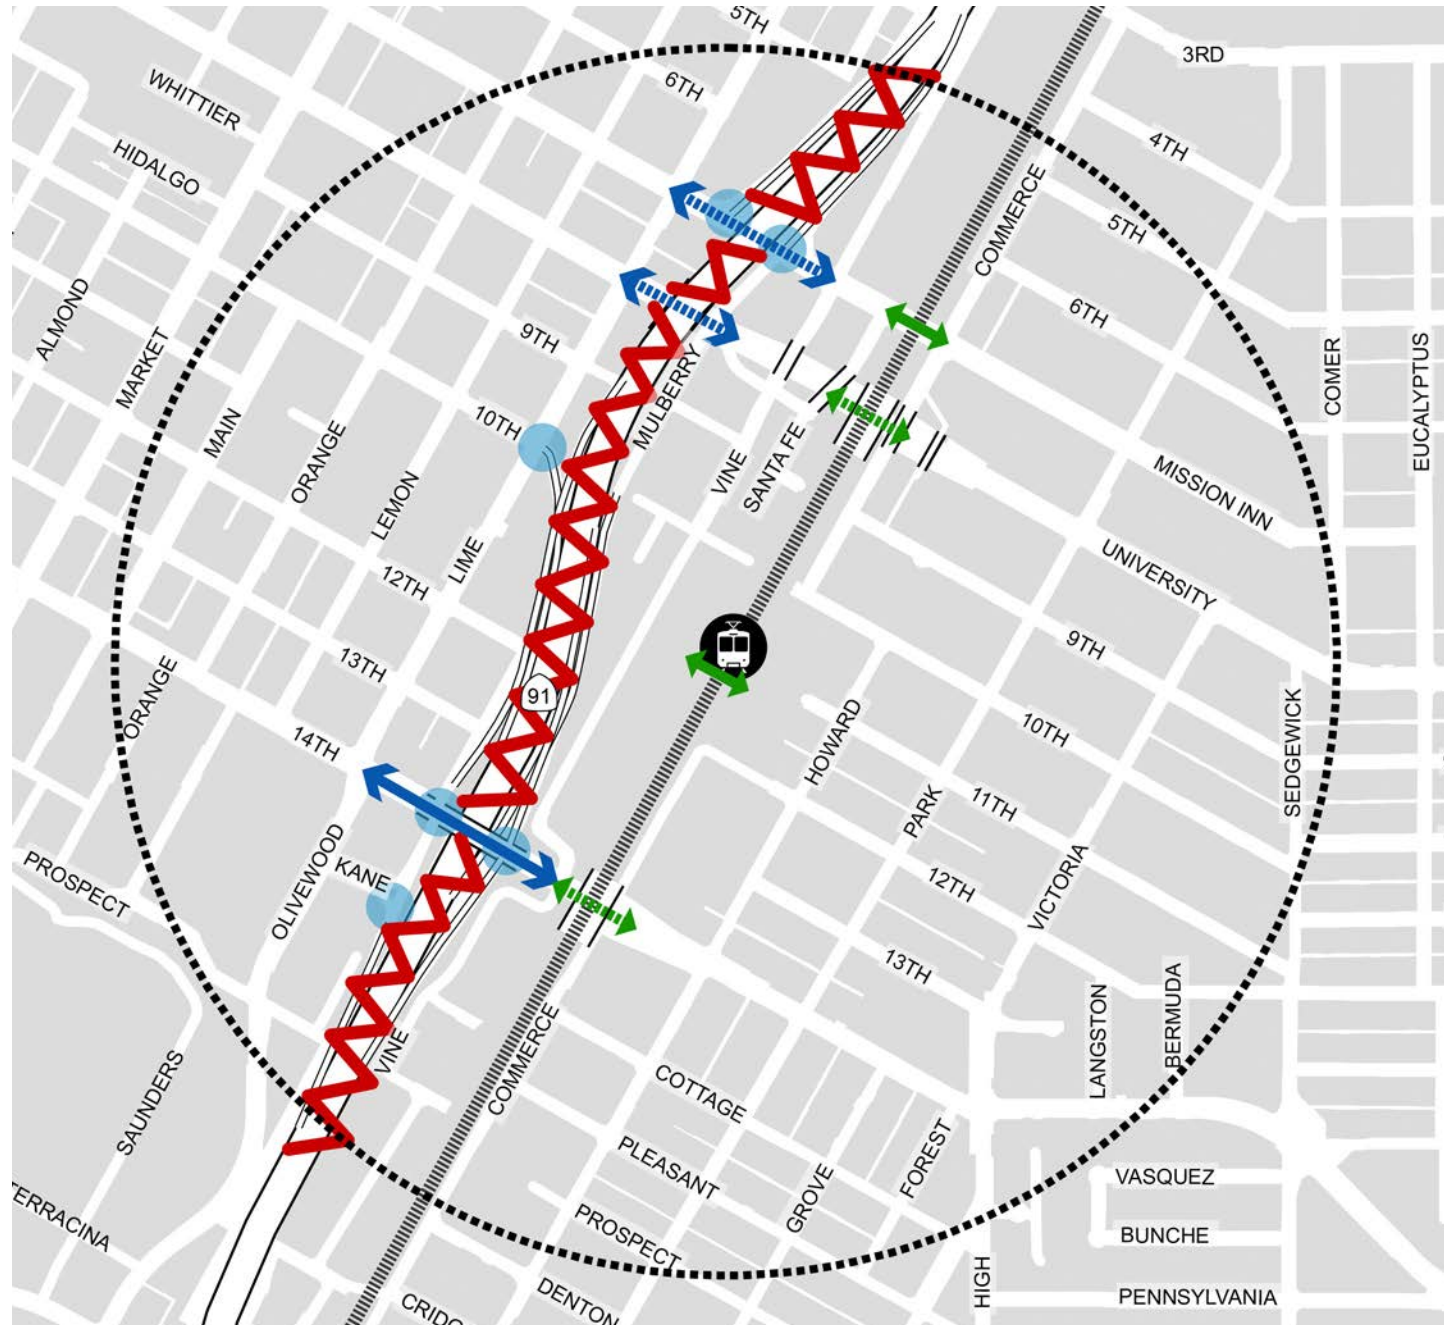 5TH
3RD
6TH
WHITTIER
4TH
HIDALGO
COMMERCE
5TH
ALMOND
6TH
9TH
MARKET
MULBERRY
COMER
EUCALYPTUS
MAIN
10TH
ORANGE
VINE
SANTA FE
MISSION INN
LEMON
LIME
UNIVERSITY
12TH
9TH
13TH
ORANGE
91
14TH
HOWARD
10TH
SEDGEWICK
11TH
PARK
OLIVEWOOD
KANE
PROSPECT
12TH
VICTORIA
13TH
LANGSTON
BERMUDA
VINE
COMMERCE
SAUNDERS
COTTAGE
FOREST
PLEASANT
GROVE
VASQUEZ
TERRACINA
PROSPECT
BUNCHE
HIGH
DENTON
PENNSYLVANIA